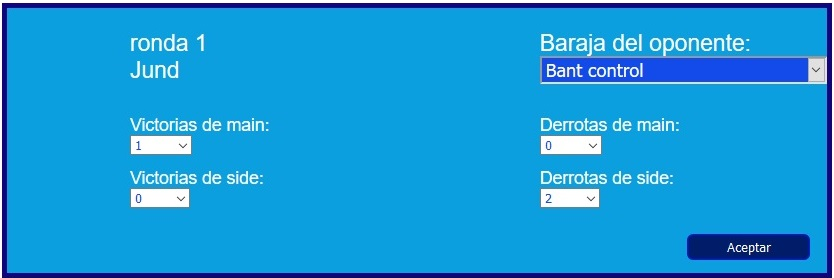 ronda 1
Jund
Baraja del oponente:
Bant control
Victorias de main:
1
Derrotas de main:
0
Victorias de side:
0
Derrotas de side:
2
Aceptar